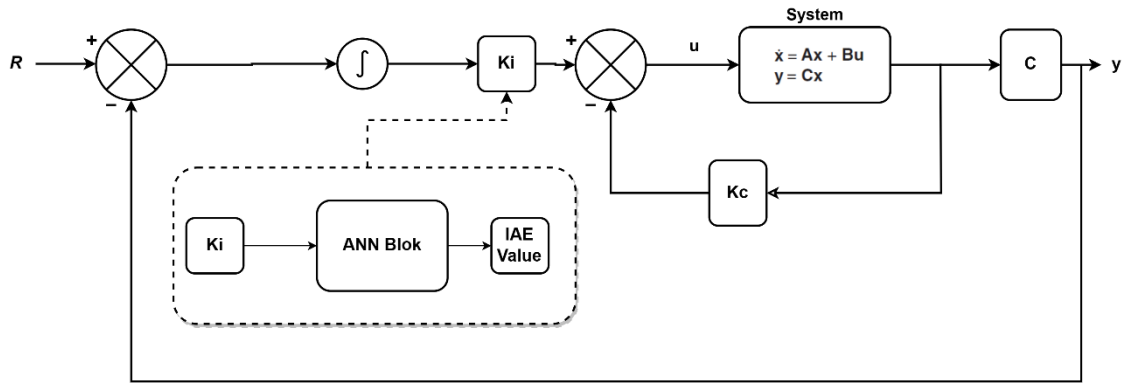 System
R
+
−
∫
Ki
+
−
u
ẋ = Ax + Bu
y = Cx
C
y
Kc
Ki
ANN Blok
IAE
Value